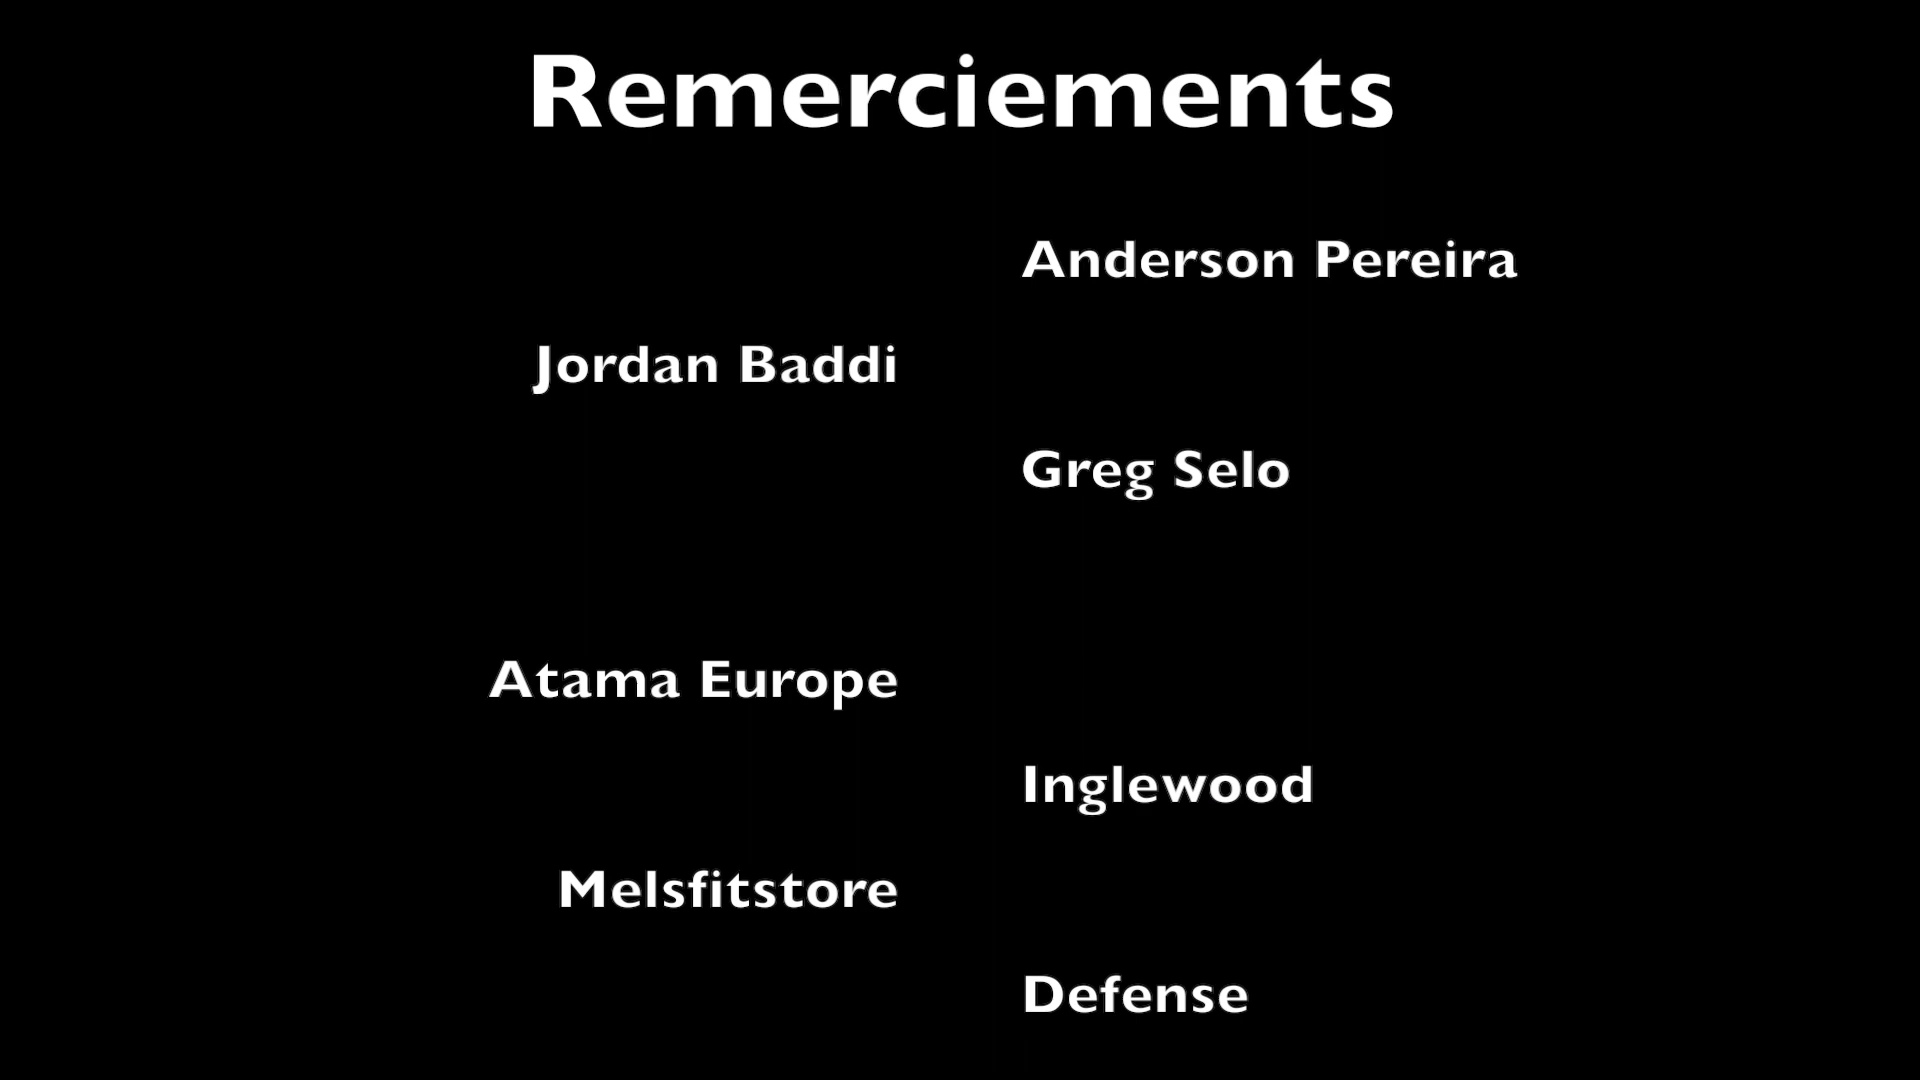 Remerciements
Anderson Pereira
Jordan Baddi
Greg Selo
Atama Europe
Inglewood
Melsfitstore
Defense